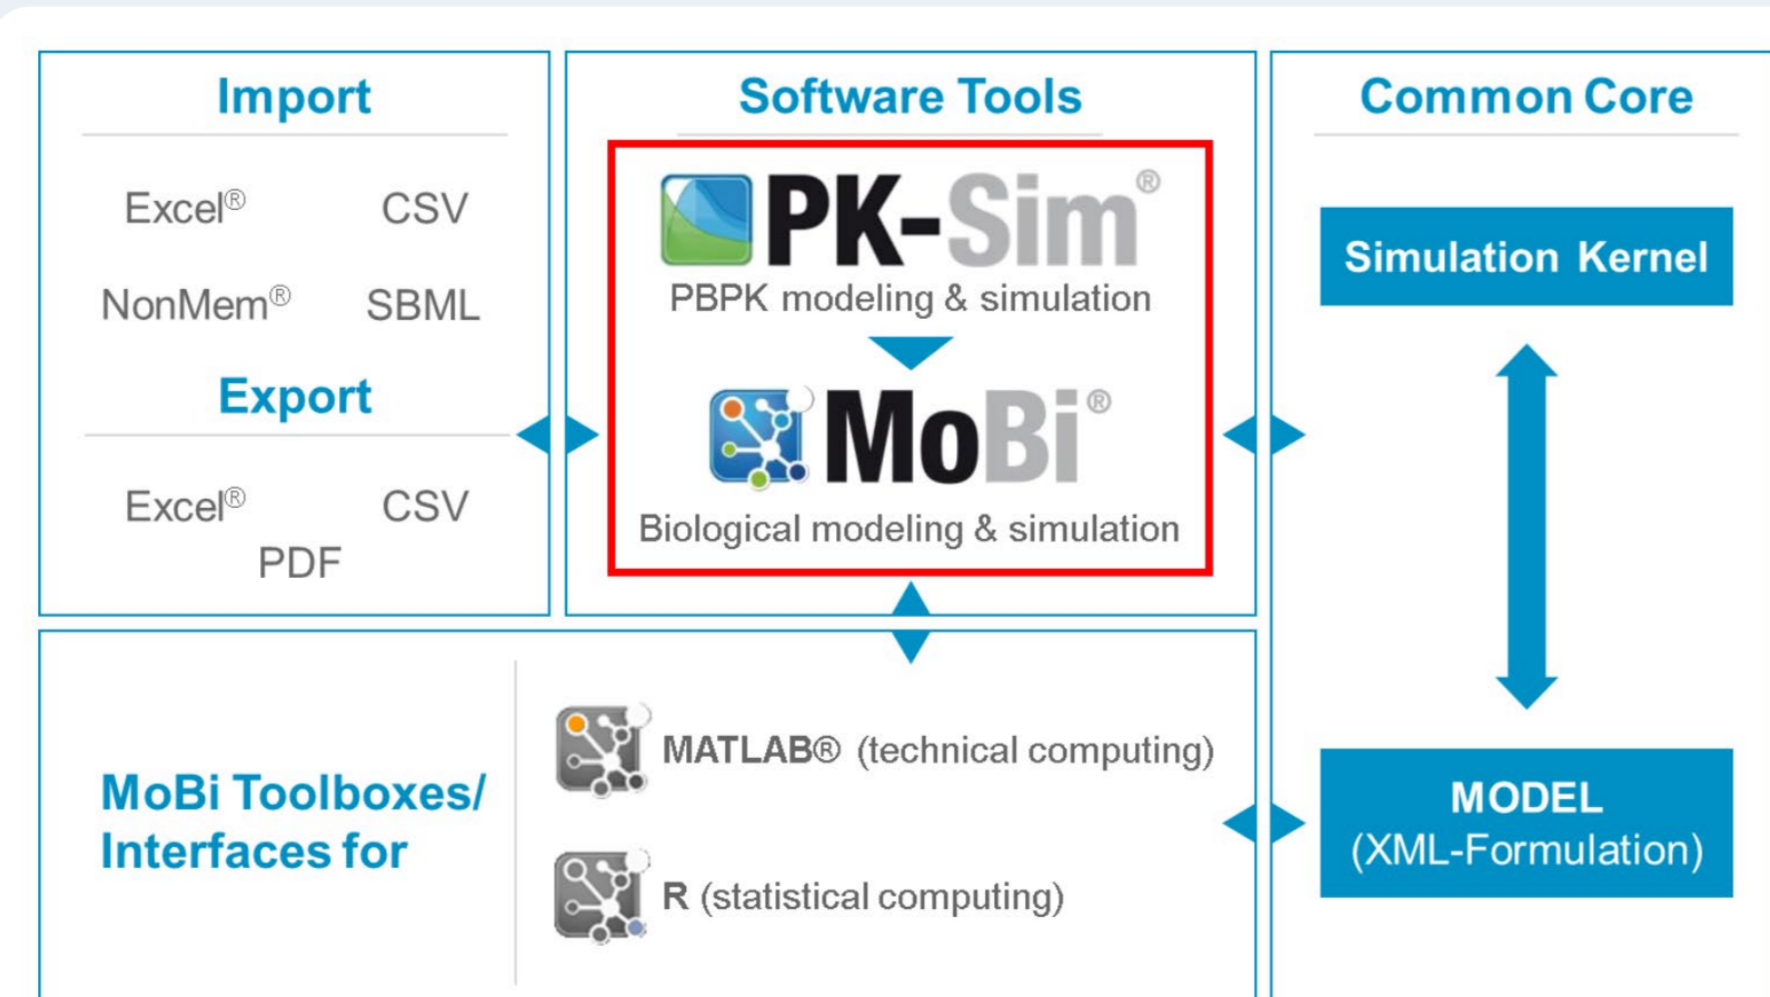 Import
Excel® CSV
NonMem® SBML
Export
Excel® CSV
PDF
Software Tools
PK-Sim®
PBPK modeling & simulation
MoBi®
Biological modeling & simulation
Common Core
Simulation Kernel
MODEL
(XML-Formulation)
MoBi Toolboxes/
Interfaces for
MATLAB® (technical computing)
R (statistical computing)